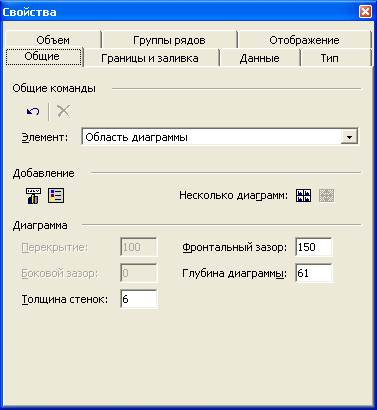 Свойства
Объем Группы рядов Отображение
Общие Границы и заливка Данные Тип
Общие команды
Элемент: Область диаграммы
Добавление
Несколько диаграмм:
Диаграмма
Перекрытие: 100 Фронтальный зазор: 150
Боковой зазор: 0 Глубина диаграммы: 61
Толщина стенок: 6